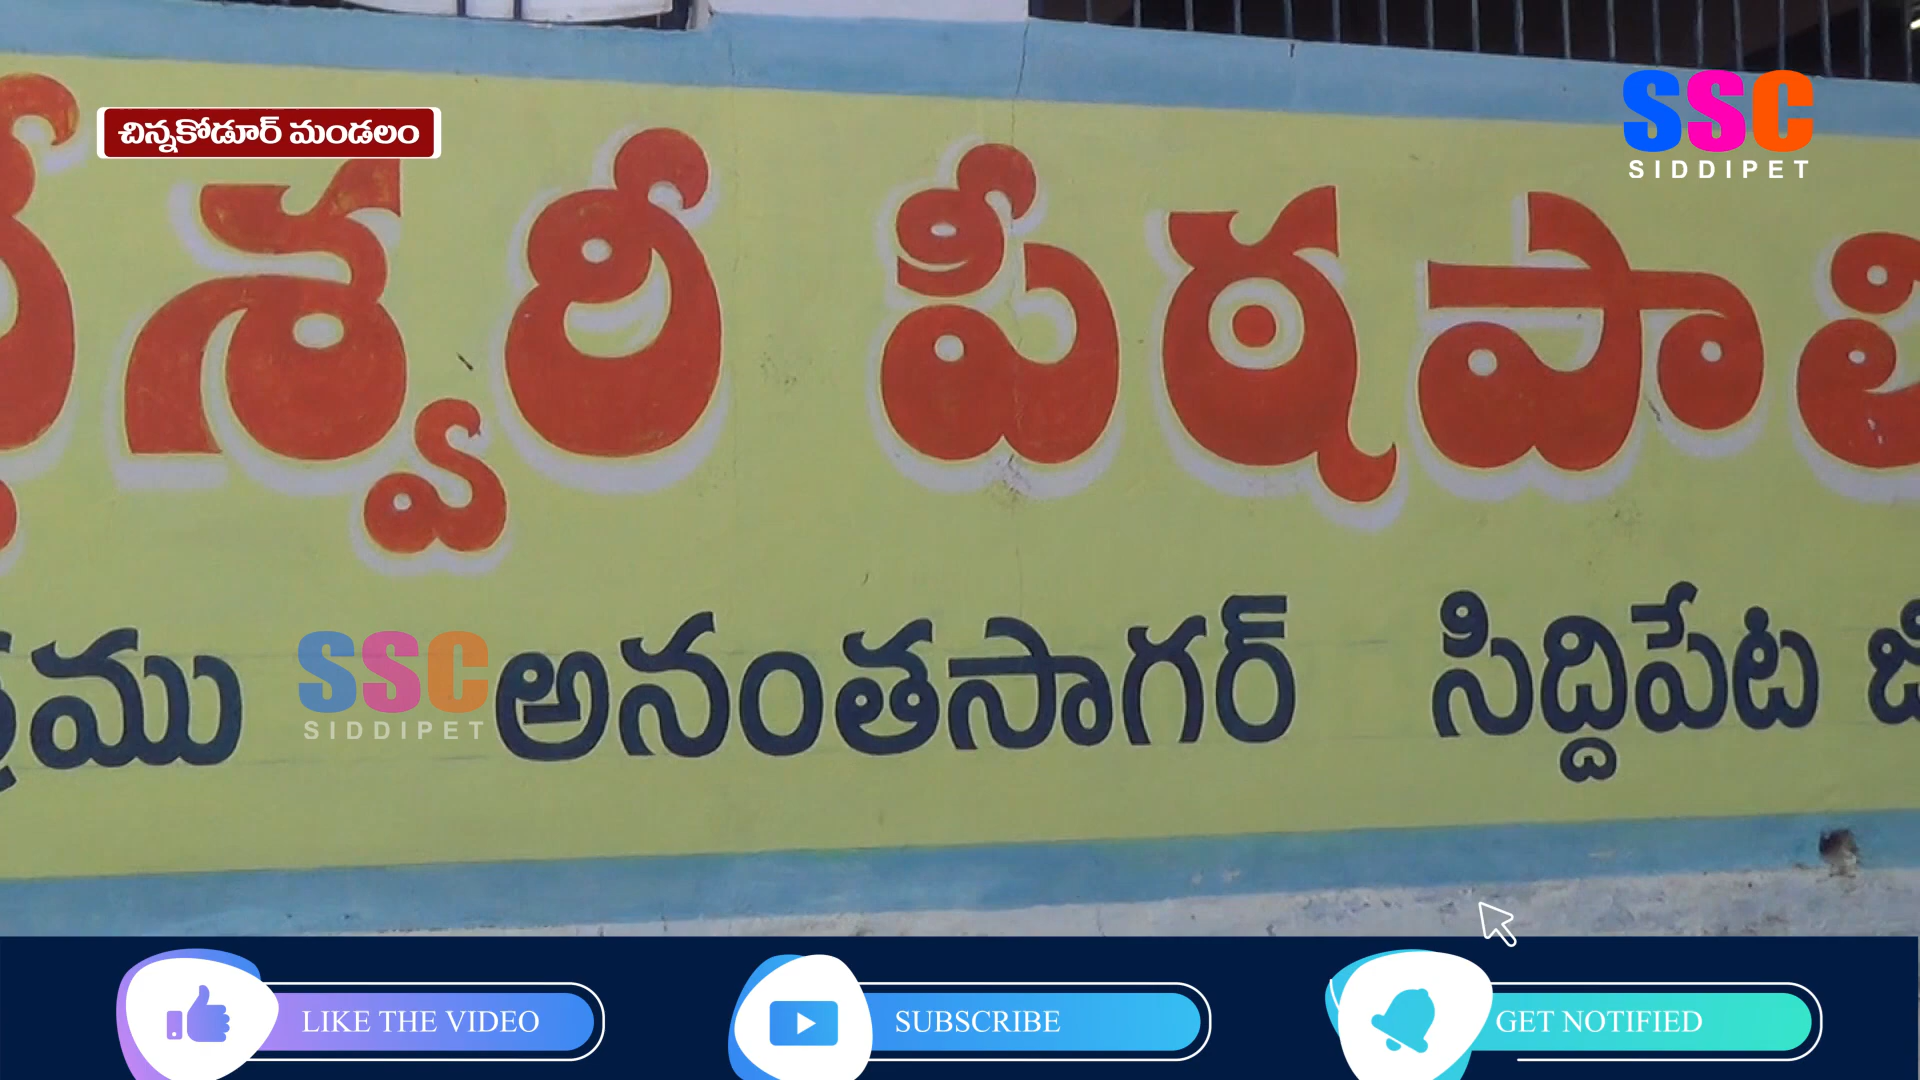 చిన్నకోడూర్ మండలం
SSC
SIDDIPET
శ్వరీ పీఠపాలి
SSC
SIDDIPET
అనంతసాగర్ సిద్దిపేట
LIKE THE VIDEO
SUBSCRIBE
GET NOTIFIED